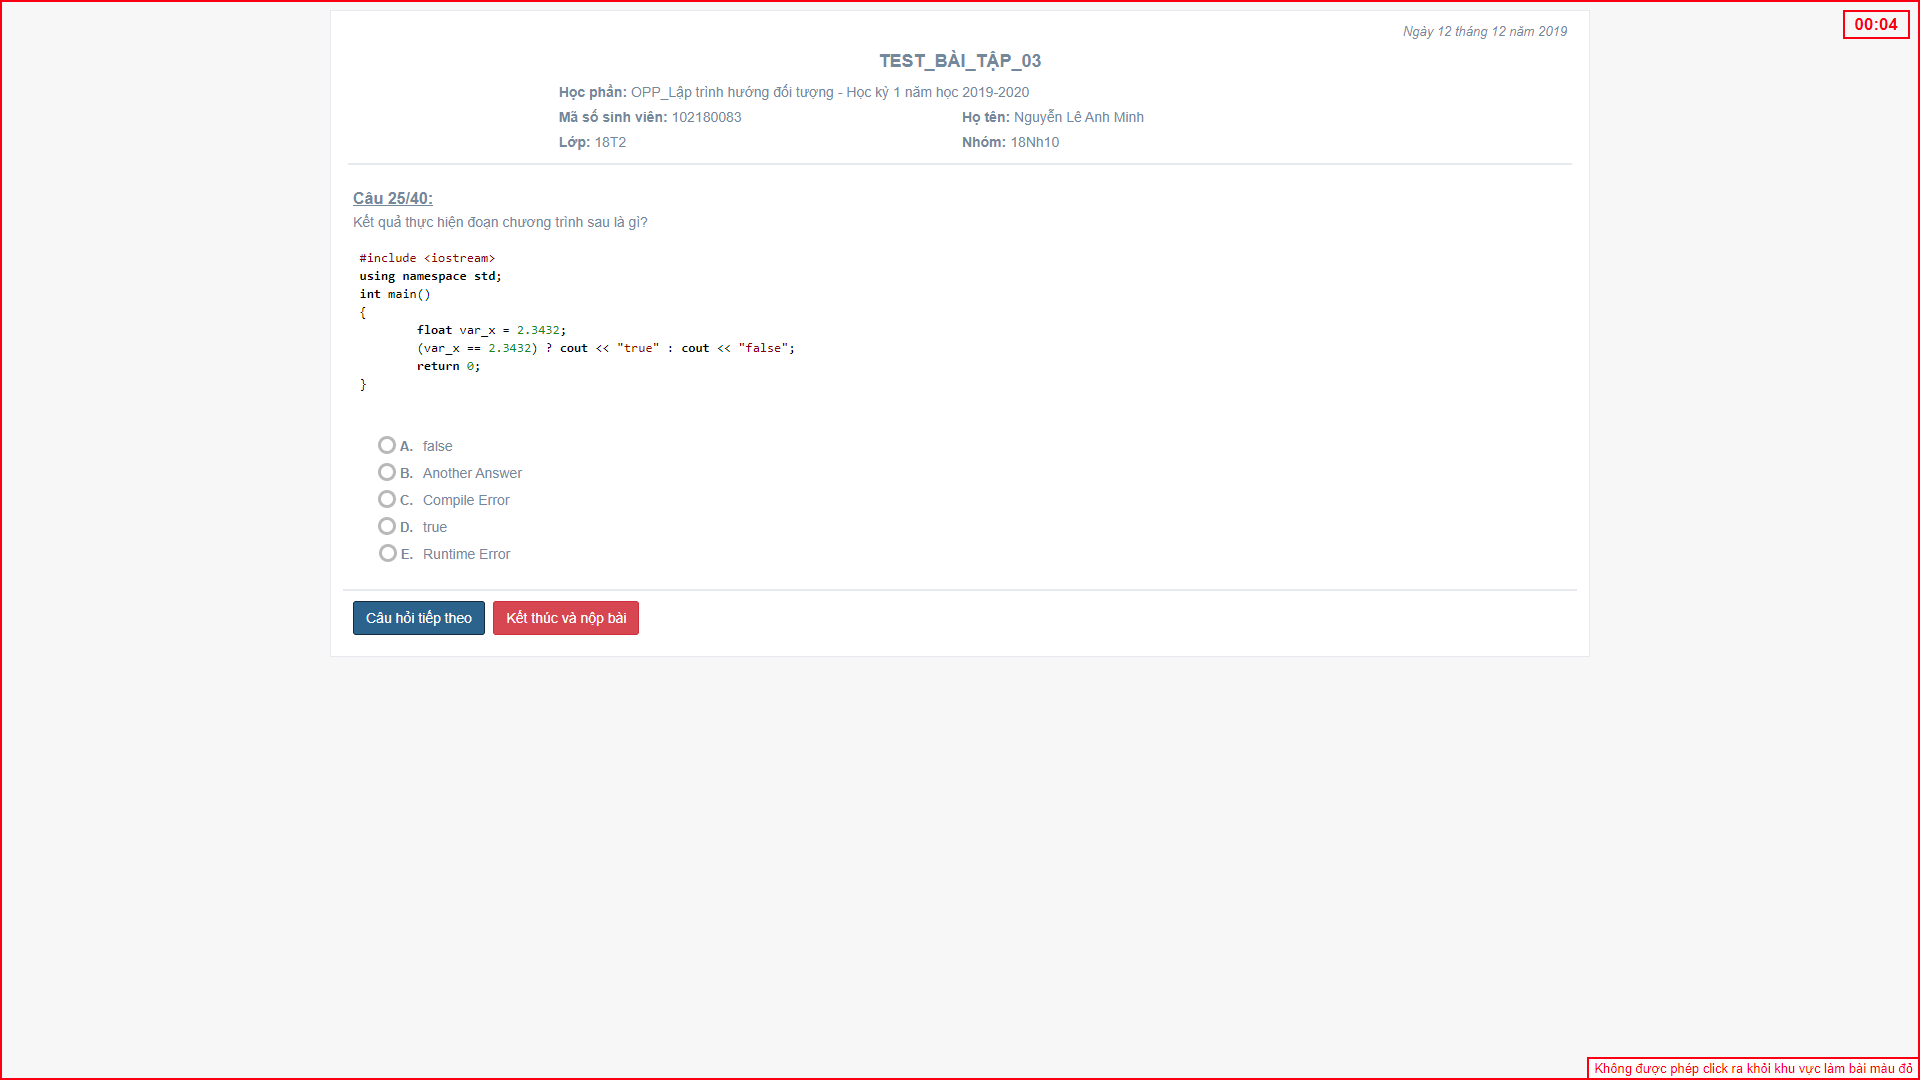 Ngày 12 tháng 12 năm 2019
00:04
TEST_BÀI_TẬP_03
Học phần: OPP_Lập trình hướng đối tượng - Học kỳ 1 năm học 2019-2020
Mã số sinh viên: 102180083 Họ tên: Nguyễn Lê Anh Minh
Lớp: 18T2 Nhóm: 18Nh10
Câu 25/40:
Kết quả thực hiện đoạn chương trình sau là gì?
#include <iostream>
using namespace std;
int main()
{
float var_x = 2.3432;
(var_x == 2.3432) ? cout << "true" : cout << "false";
return 0;
}
A. false
B. Another Answer
C. Compile Error
D. true
E. Runtime Error
Câu hỏi tiếp theo Kết thúc và nộp bài
Không được phép click ra khỏi khu vực làm bài màu đỏ